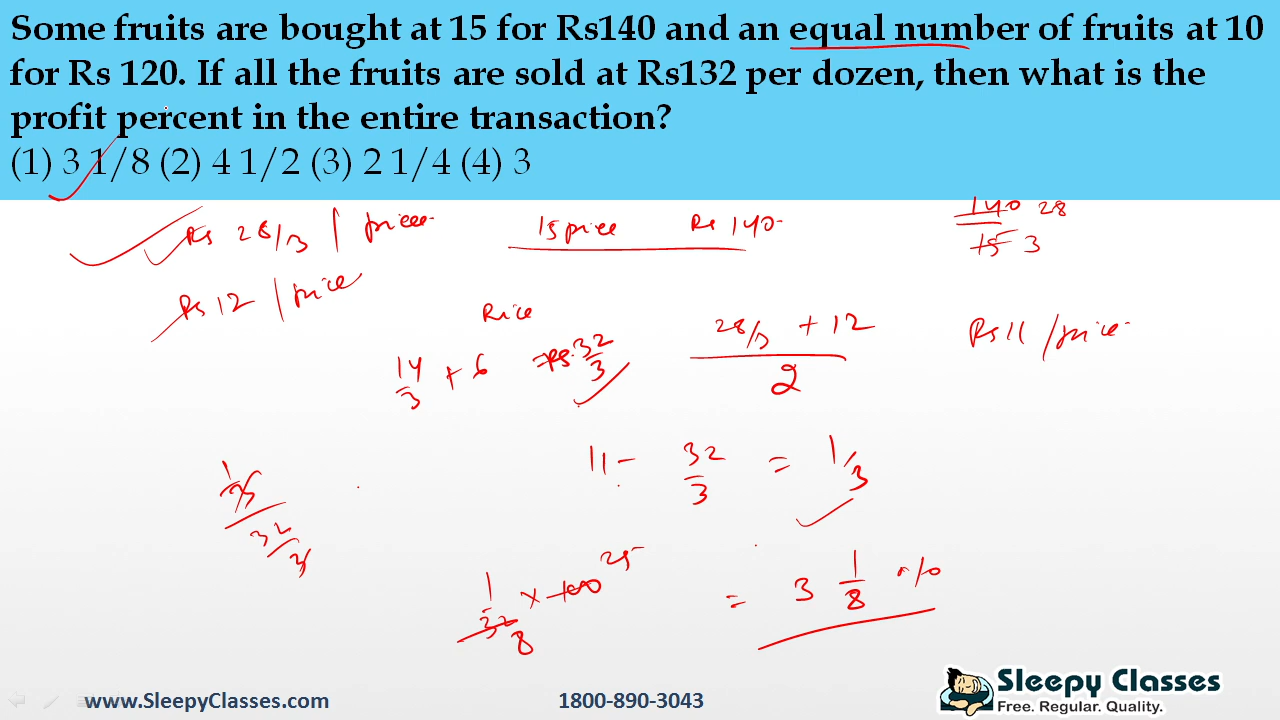 Some fruits are bought at 15 for Rs140 and an equal number of fruits at 10
for Rs 120. If all the fruits are sold at Rs132 per dozen, then what is the
profit percent in the entire transaction?
(1) 3 1/8 (2) 4 1/2 (3) 2 1/4 (4) 3
Rs 28/3 | price
15 price Rs 140
140 28
15 3
Rs 12 | price
Rice
14/3 + 6 32/3
28/3 + 12
2
Rs 11 / price
11 - 32/3 = 1/3
1/3
32/3
1/32 8 x 100 25 = 3 1/8 %
www.SleepyClasses.com
1800-890-3043
Sleepy Classes
Free. Regular. Quality.